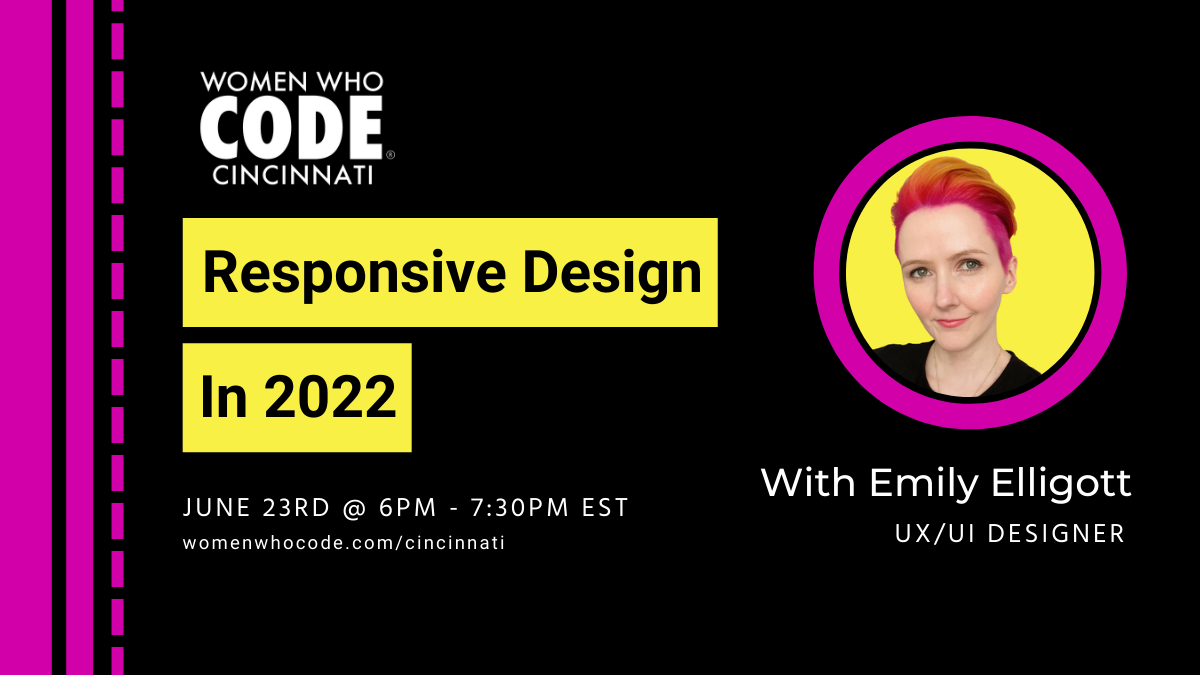 WOMEN WHO
CODE®
CINCINNATI
Responsive Design
In 2022
JUNE 23RD @ 6PM - 7:30PM EST
womenwhocode.com/cincinnati
With Emily Elligott
UX/UI DESIGNER